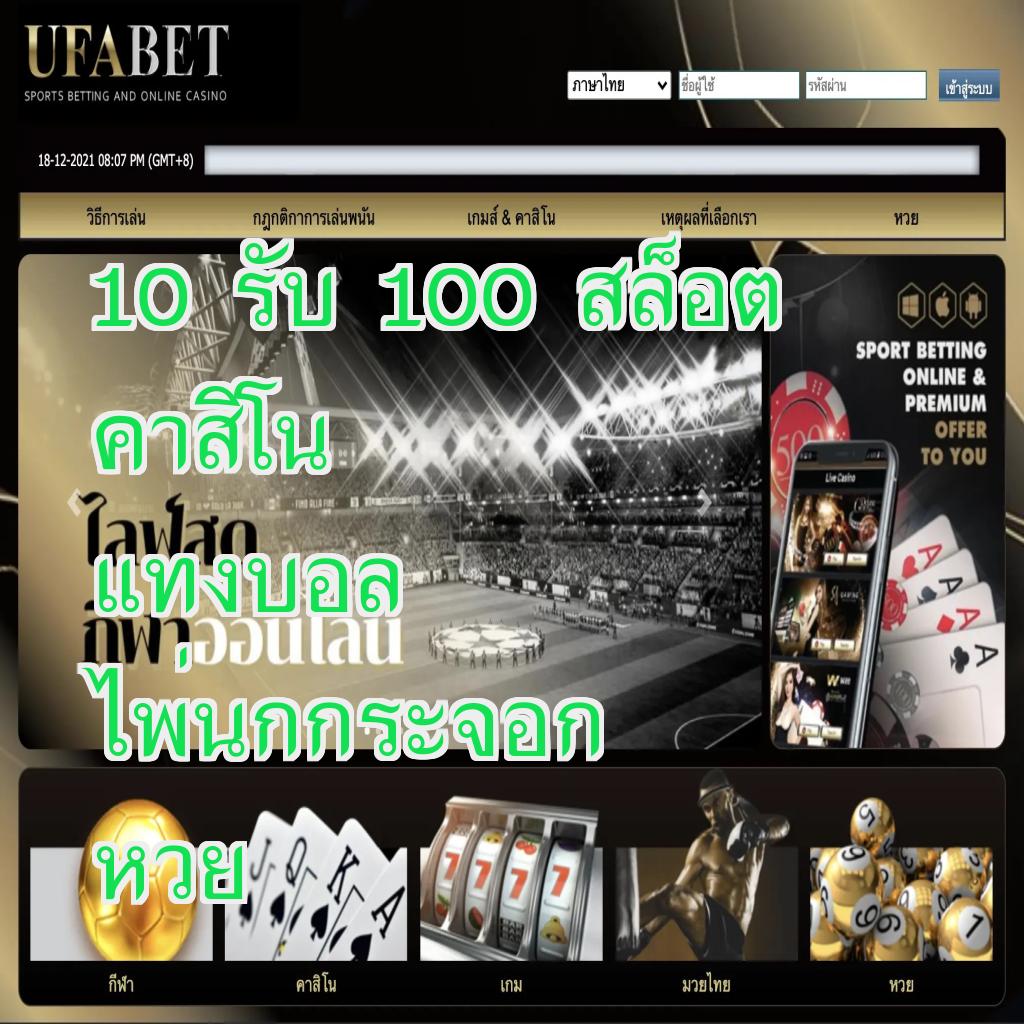 UFABET
SPORTS BETTING AND ONLINE CASINO
ภาษาไทย ชื่อผู้ใช้ รหัสผ่าน เข้าสู่ระบบ
18-12-2021 08:07 PM (GMT+8)
วิธีการเล่น กฎกติกาการเล่นพนัน เกมส์ & คาสิโน เหตุผลที่เลือกเรา หวย
10 รับ 100 สล็อต
คาสิโน
ไลฟ์สด
แทงบอล
กีฬาออนไลน์
ไพ่นกกระจอก
หวย
SPORT BETTING
ONLINE &
PREMIUM
OFFER
TO YOU
Live Casino
500
A
A
A
A
J Q K A
7 7 7 7
กีฬา คาสิโน เกม มวยไทย หวย